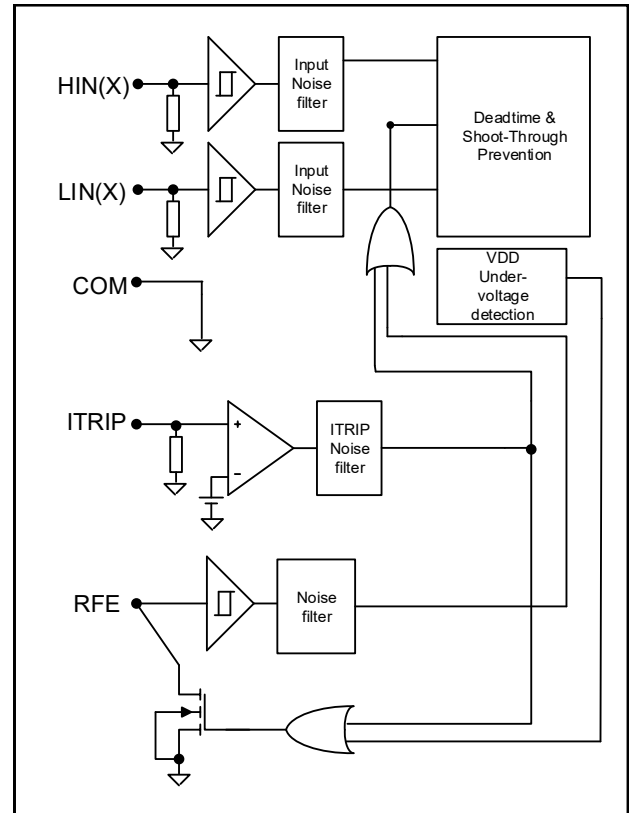 HIN(X)
Input
Noise
filter
Deadtime &
Shoot-Through
Prevention
LIN(X)
Input
Noise
filter
COM
VDD
Under-
voltage
detection
ITRIP
+
-
ITRIP
Noise
filter
RFE
Noise
filter